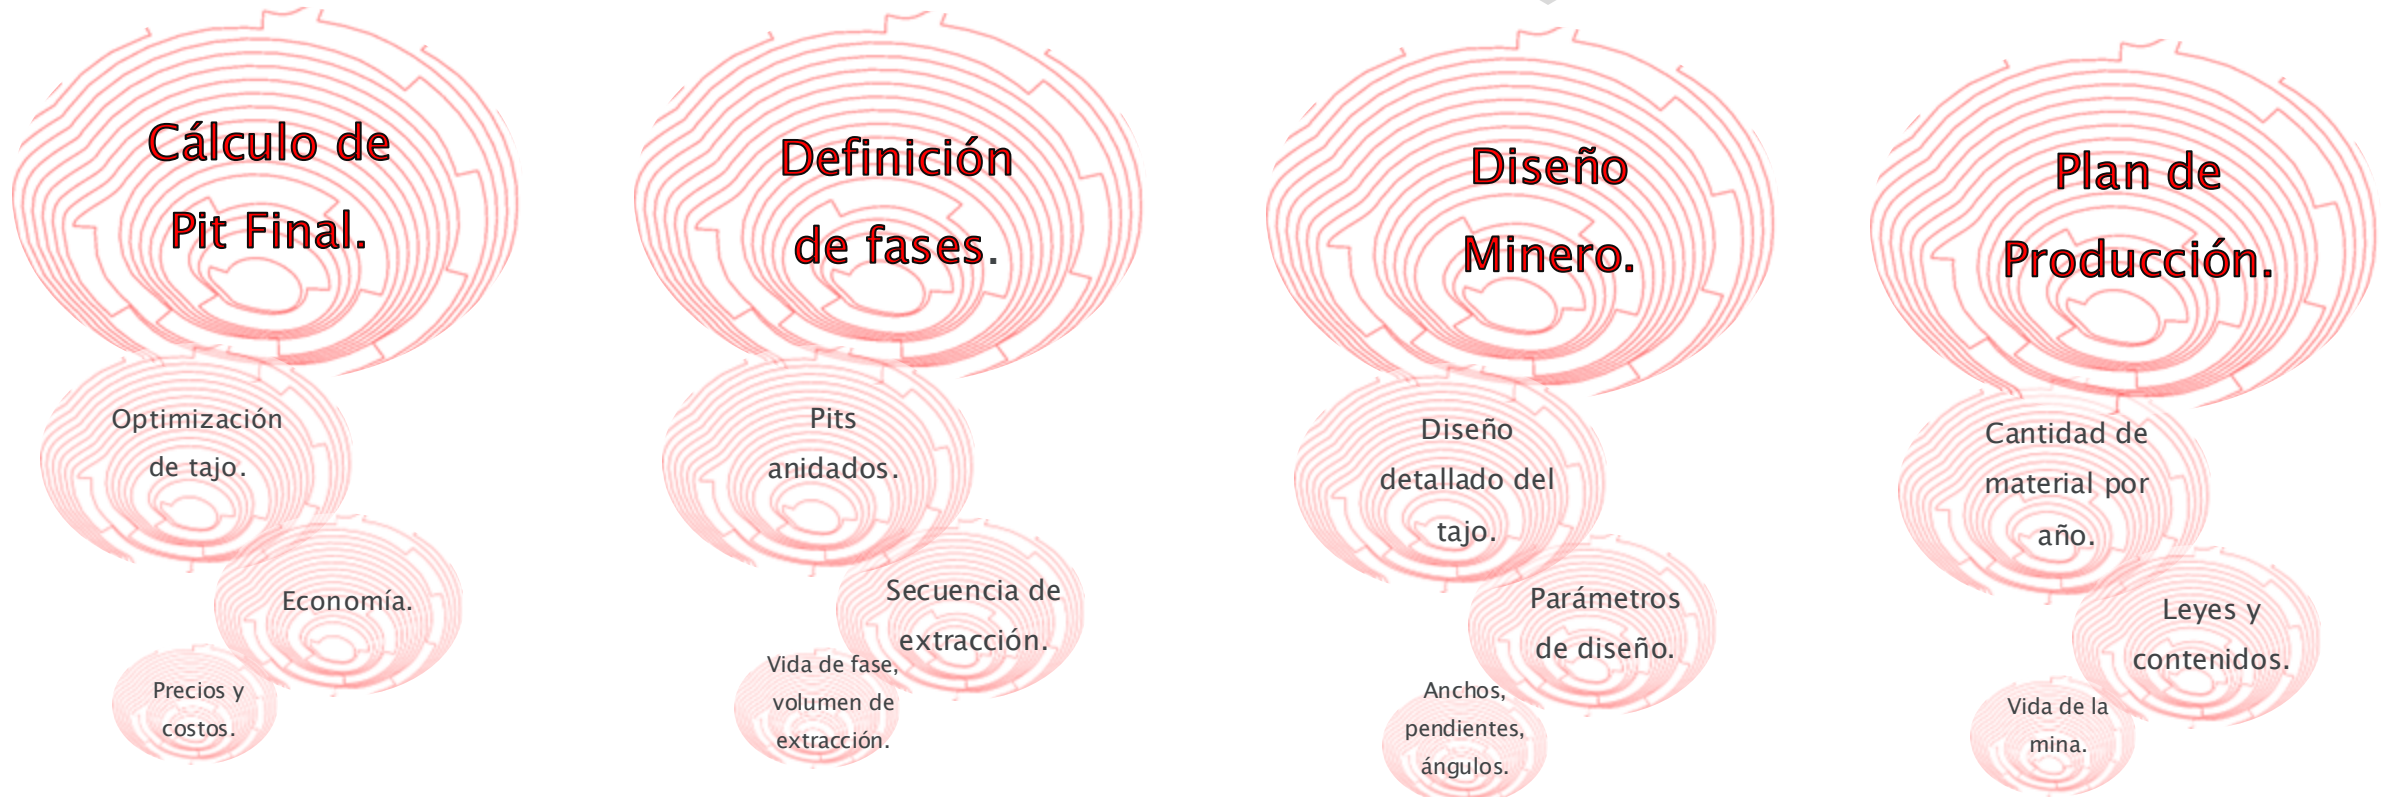 Cálculo de
Pit Final.
Optimización
de tajo.
Economía.
Precios y
costos.
Definición
de fases.
Pits
anidados.
Secuencia de
extracción.
Vida de fase,
volumen de
extracción.
Diseño
Minero.
Diseño
detallado del
tajo.
Parámetros
de diseño.
Anchos,
pendientes,
ángulos.
Plan de
Producción.
Cantidad de
material por
año.
Leyes y
contenidos.
Vida de la
mina.